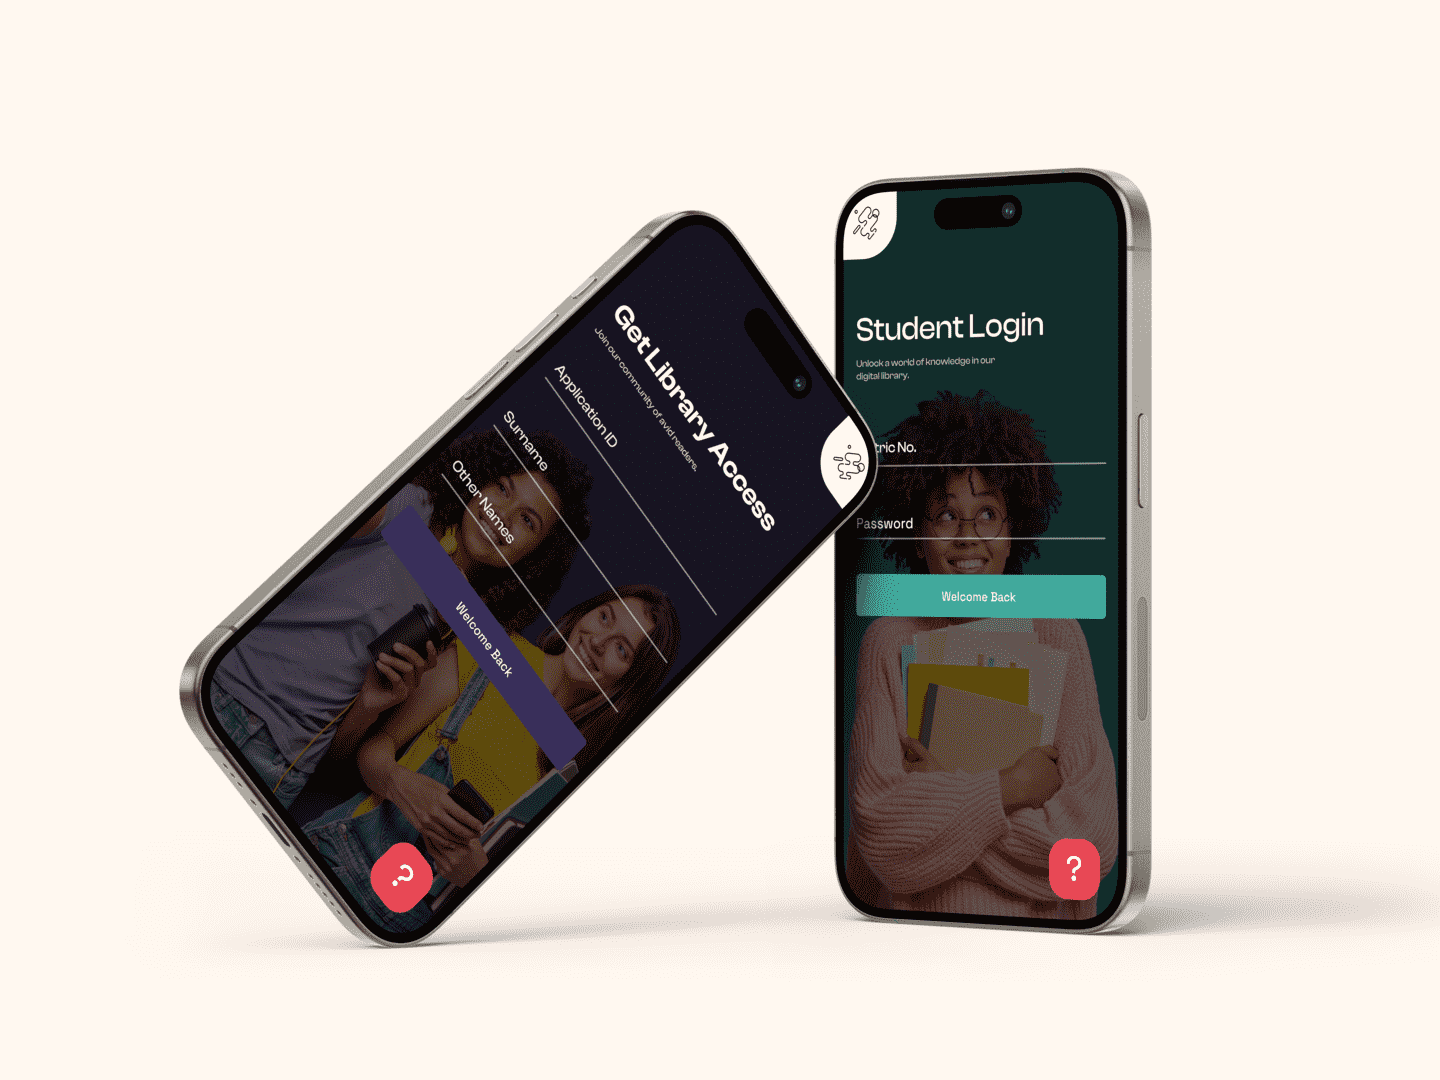 Get Library Access
Join our community of avid readers.
Application ID
Surname
Other Names
Welcome Back
?
Student Login
Unlock a world of knowledge in our
digital library.
tric No.
Password
Welcome Back
?